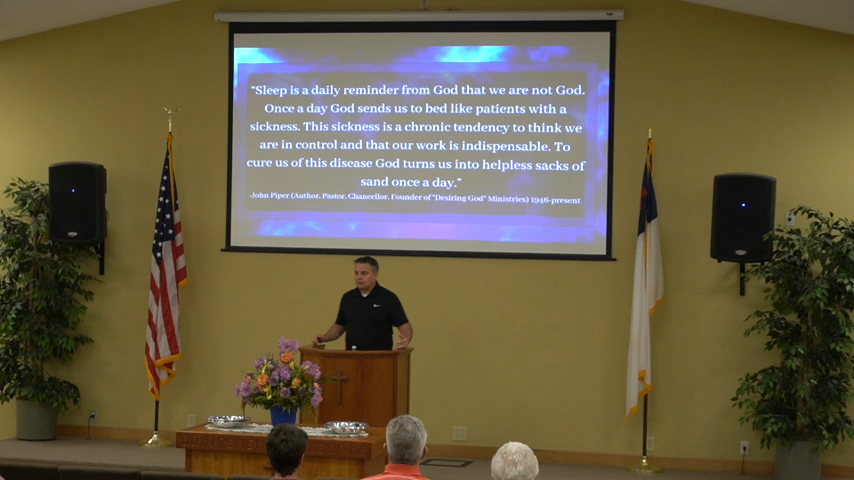 "Sleep is a daily reminder from God that we are not God.
Once a day God sends us to bed like patients with a
sickness. This sickness is a chronic tendency to think we
are in control and that our work is indispensable. To
cure us of this disease God turns us into helpless sacks of
sand once a day."
-John Piper (Author, Pastor, Chancellor, Founder of "Desiring God" Ministries) 1946-present